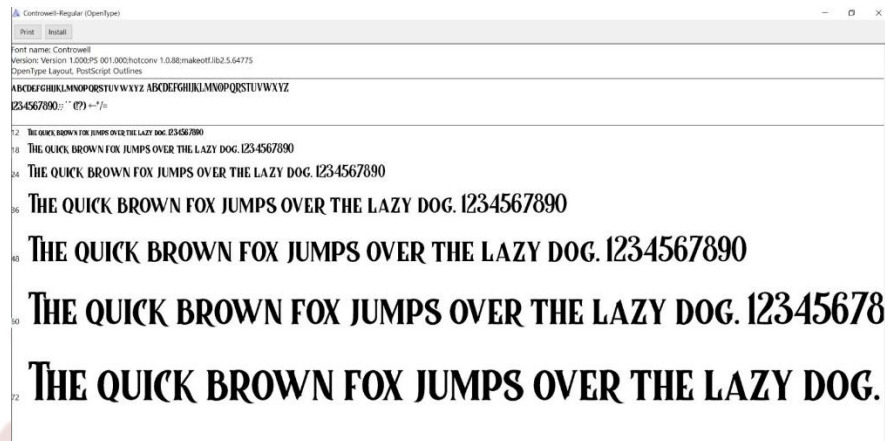 Controwell-Regular (OpenType)
Print Install
Font name: Controwell
Version: Version 1.000;PS 001.000;hotconv 1.0.88;makeotf.lib2.5.64775
OpenType Layout, PostScript Outlines
ABCDEFGHIJKLMNOPQRSTUVWXYZ ABCDEFGHIJKLMNOPQRSTUVWXYZ
1234567890
12 THE QUICK BROWN FOX JUMPS OVER THE LAZY DOG. 1234567890
18 THE QUICK BROWN FOX JUMPS OVER THE LAZY DOG. 1234567890
24 THE QUICK BROWN FOX JUMPS OVER THE LAZY DOG. 1234567890
36 THE QUICK BROWN FOX JUMPS OVER THE LAZY DOG. 1234567890
48 THE QUICK BROWN FOX JUMPS OVER THE LAZY DOG. 1234567890
60 THE QUICK BROWN FOX JUMPS OVER THE LAZY DOG. 12345678
72 THE QUICK BROWN FOX JUMPS OVER THE LAZY DOG.